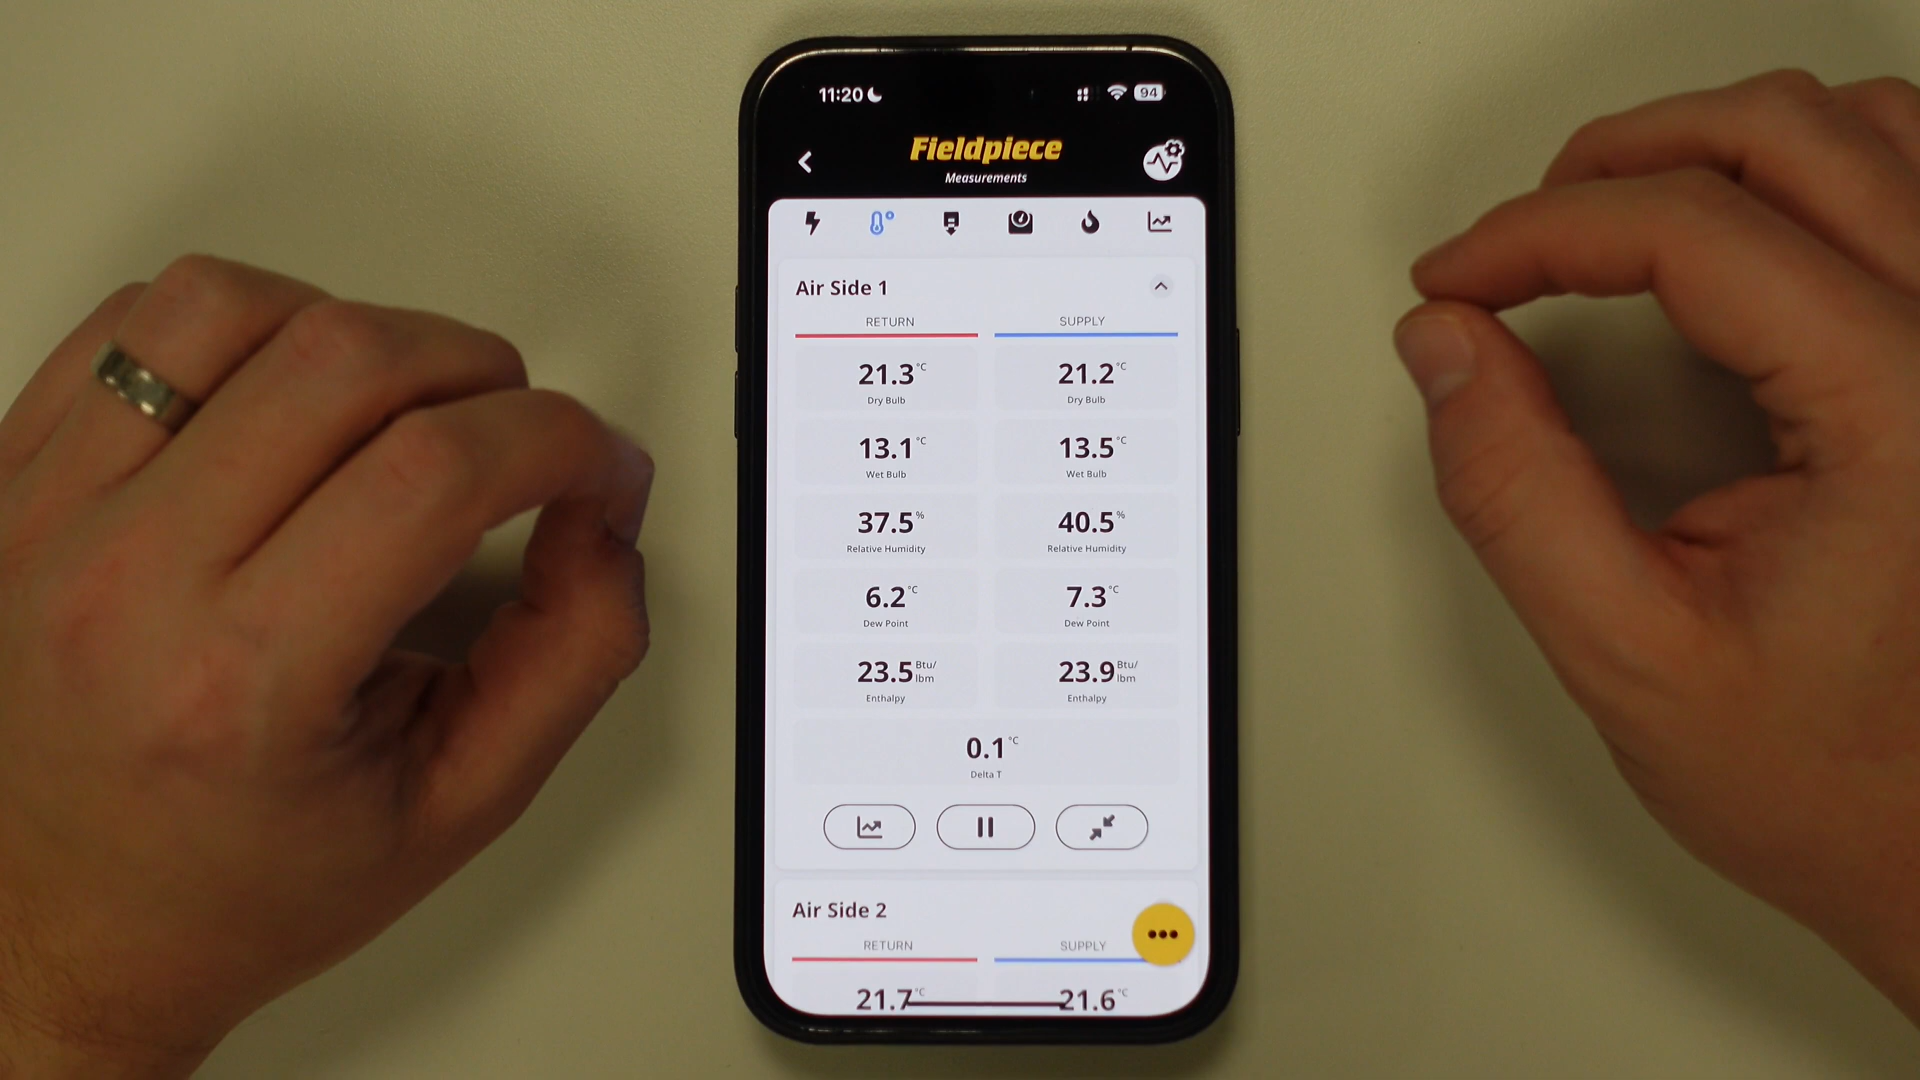 11:20
94
Fieldpiece
Measurements
Air Side 1
RETURN SUPPLY
21.3 °C 21.2 °C
Dry Bulb Dry Bulb
13.1 °C 13.5 °C
Wet Bulb Wet Bulb
37.5 % 40.5 %
Relative Humidity Relative Humidity
6.2 °C 7.3 °C
Dew Point Dew Point
23.5 Btu/lbm 23.9 Btu/lbm
Enthalpy Enthalpy
0.1 °C
Delta T
Air Side 2
RETURN SUPPLY
21.7 °C 21.6 °C